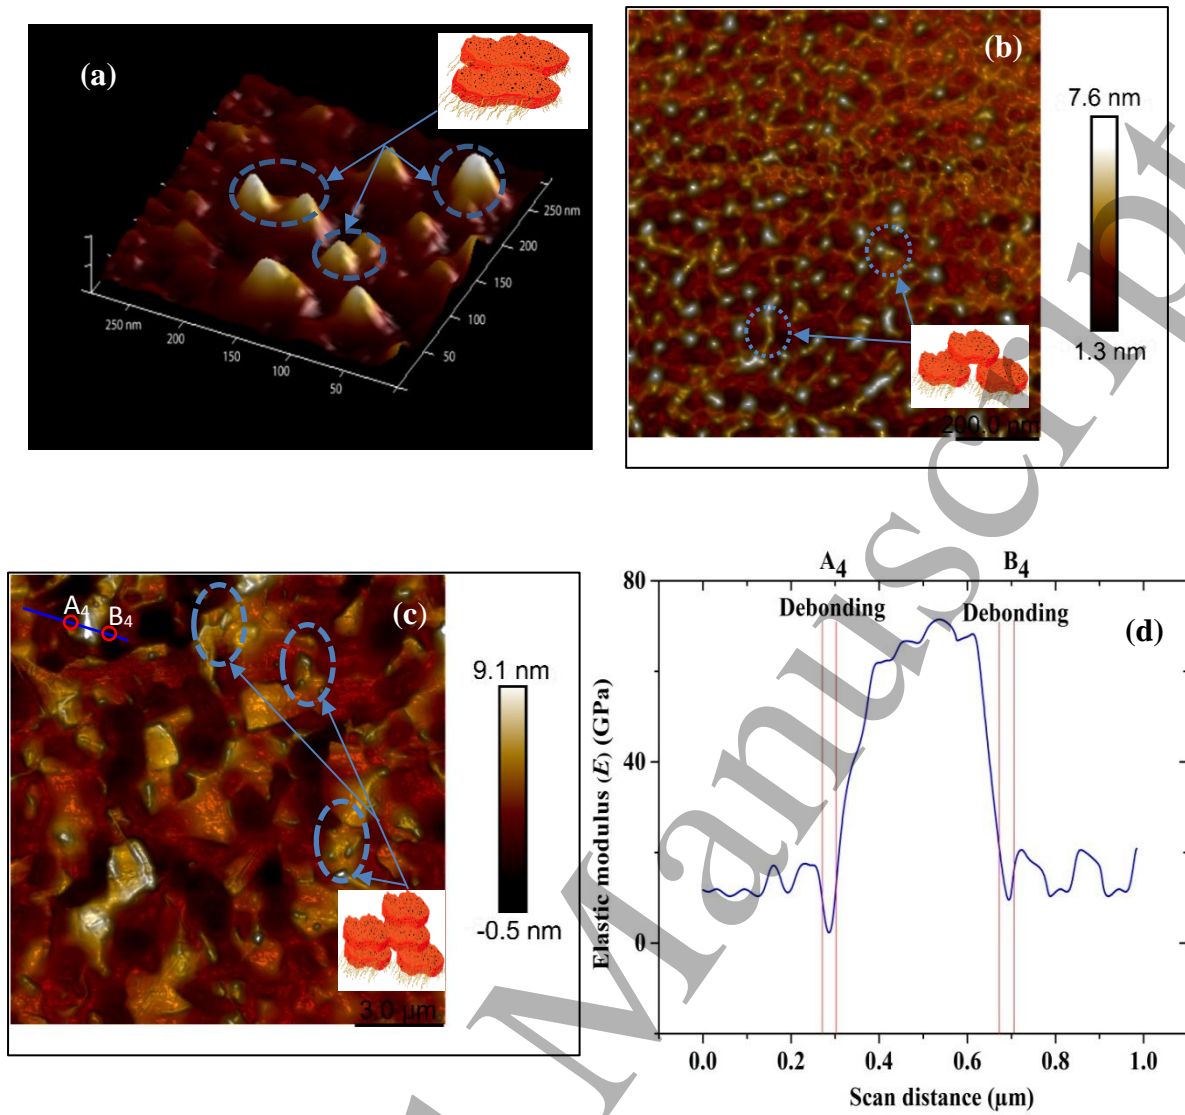 (a)
250 nm
200
150
100
50
250 nm
200
150
100
50
(b)
7.6 nm
1.3 nm
200.0 nm
A4
B4
(c)
9.1 nm
-0.5 nm
3.0 µm
A4 B4
Debonding Debonding
(d)
80
40
0
Elastic modulus (E) (GPa)
0.0 0.2 0.4 0.6 0.8 1.0
Scan distance (µm)
Manuscript